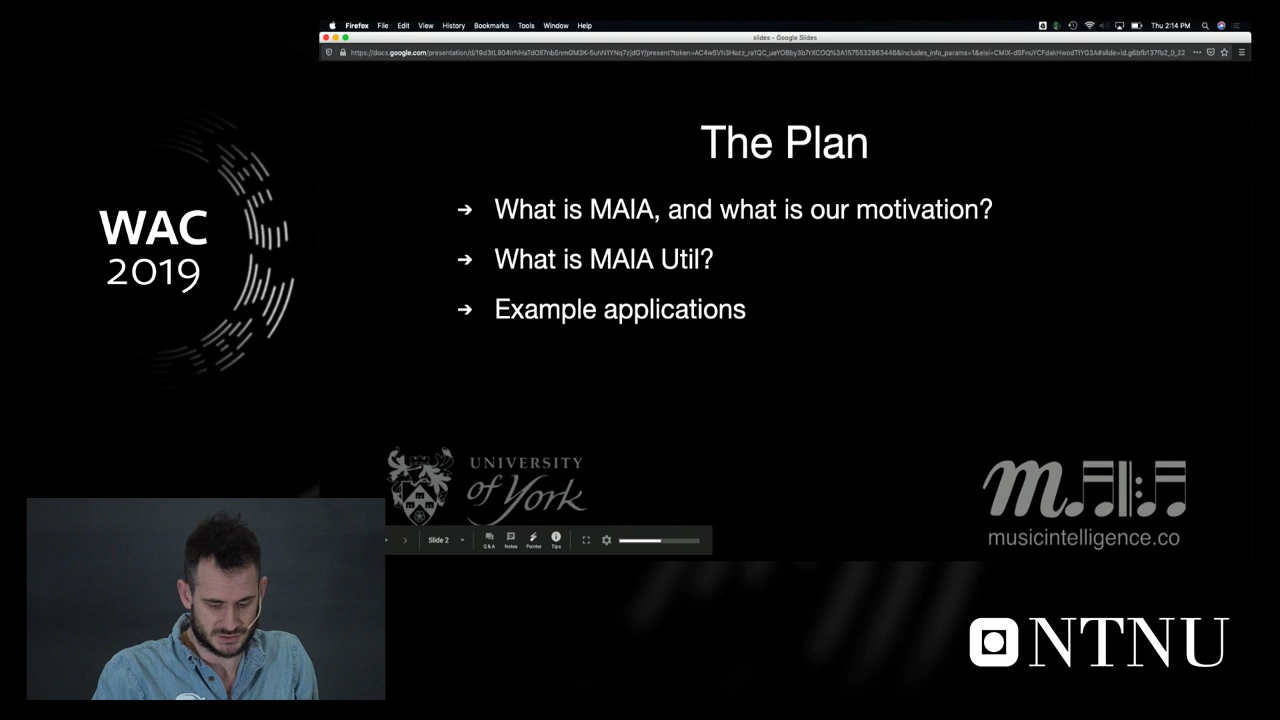 Firefox File Edit View History Bookmarks Tools Window Help
Thu 2:14 PM
slides - Google Slides
The Plan
➔ What is MAIA, and what is our motivation?
➔ What is MAIA Util?
➔ Example applications
WAC
2019
UNIVERSITY
of York
musicintelligence.co
Slide 2
Q&A Notes Pointer Tips
NTNU